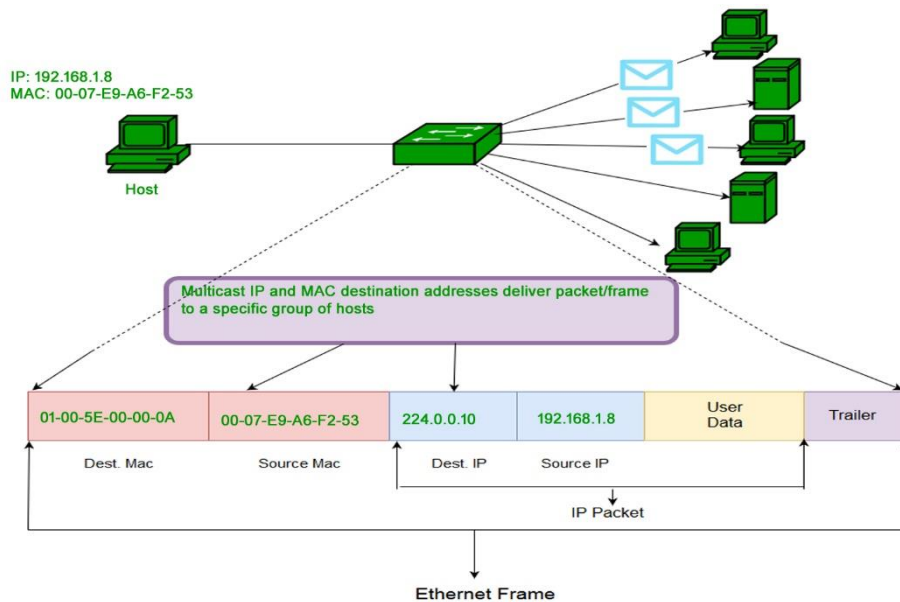 IP: 192.168.1.8
MAC: 00-07-E9-A6-F2-53
Host
Multicast IP and MAC destination addresses deliver packet/frame
to a specific group of hosts
01-00-5E-00-00-0A
00-07-E9-A6-F2-53
224.0.0.10
192.168.1.8
User
Data
Trailer
Dest. Mac
Source Mac
Dest. IP
Source IP
IP Packet
Ethernet Frame